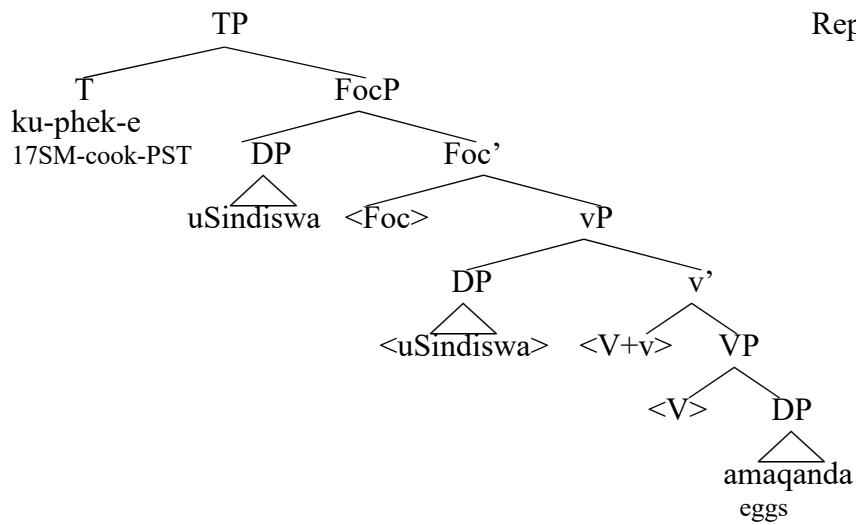 TP
Rep
T FocP
ku-phek-e
17SM-cook-PST DP Foc’
uSindiswa <Foc> vP
DP v’
<uSindiswa> <V+v> VP
<V> DP
amaqanda
eggs